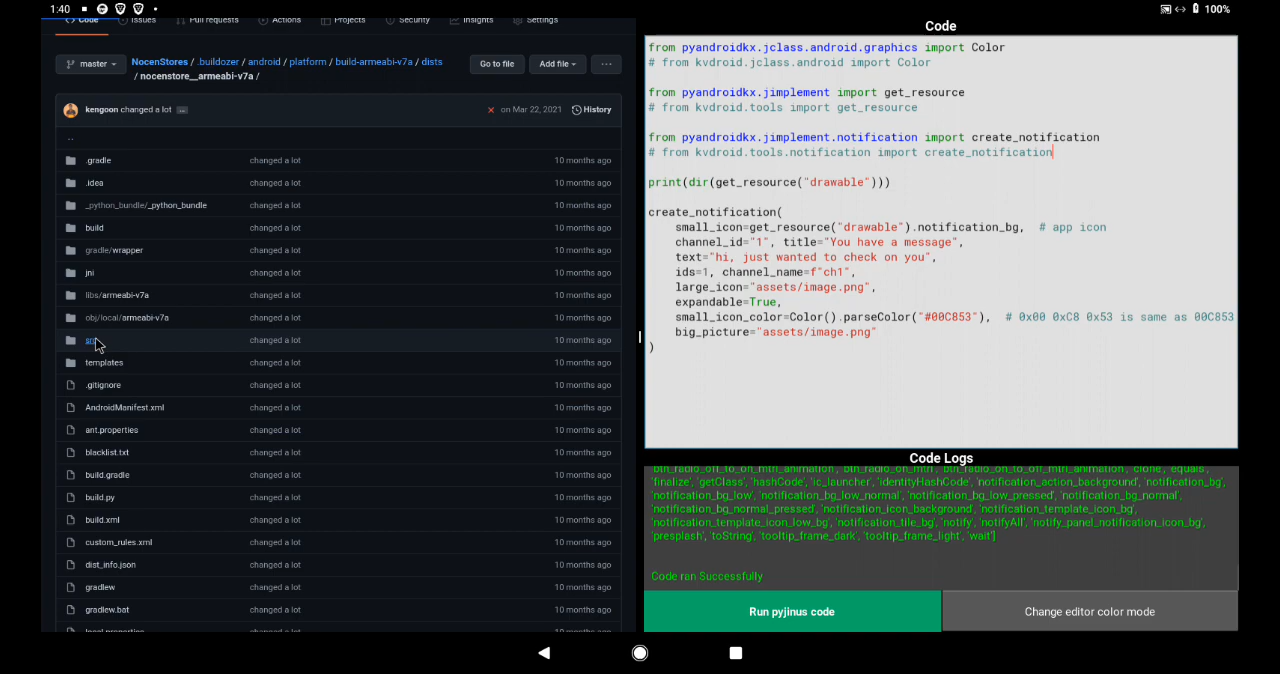 1:40
100%
Code
Issues
Pull requests
Actions
Projects
Security
Insights
Settings
master
NocenStores / .buildozer / android / platform / build-armeabi-v7a / dists
/ nocenstore__armeabi-v7a /
Go to file
Add file
...
kengoon changed a lot ...
on Mar 22, 2021
History
..
.gradle changed a lot 10 months ago
.idea changed a lot 10 months ago
_python_bundle/_python_bundle changed a lot 10 months ago
build changed a lot 10 months ago
gradle/wrapper changed a lot 10 months ago
jni changed a lot 10 months ago
libs/armeabi-v7a changed a lot 10 months ago
obj/local/armeabi-v7a changed a lot 10 months ago
src changed a lot 10 months ago
templates changed a lot 10 months ago
.gitignore changed a lot 10 months ago
AndroidManifest.xml changed a lot 10 months ago
ant.properties changed a lot 10 months ago
blacklist.txt changed a lot 10 months ago
build.gradle changed a lot 10 months ago
build.py changed a lot 10 months ago
build.xml changed a lot 10 months ago
custom_rules.xml changed a lot 10 months ago
dist_info.json changed a lot 10 months ago
gradlew changed a lot 10 months ago
gradlew.bat changed a lot 10 months ago
local.properties changed a lot 10 months ago
Code
from pyandroidkx.jclass.android.graphics import Color
# from kvdroid.jclass.android import Color
from pyandroidkx.jimplement import get_resource
# from kvdroid.tools import get_resource
from pyandroidkx.jimplement.notification import create_notification
# from kvdroid.tools.notification import create_notification
print(dir(get_resource("drawable")))
create_notification(
small_icon=get_resource("drawable").notification_bg,  # app icon
channel_id="1", title="You have a message",
text="hi, just wanted to check on you",
ids=1, channel_name=f"ch1",
large_icon="assets/image.png",
expandable=True,
small_icon_color=Color().parseColor("#00C853"),  # 0x00 0xC8 0x53 is same as 00C853
big_picture="assets/image.png"
)
Code Logs
'btn_radio_off_to_on_mtrl_animation', 'btn_radio_on_mtrl', 'btn_radio_on_to_off_mtrl_animation', 'clone', 'equals',
'finalize', 'getClass', 'hashCode', 'ic_launcher', 'identityHashCode', 'notification_action_background', 'notification_bg',
'notification_bg_low', 'notification_bg_low_normal', 'notification_bg_low_pressed', 'notification_bg_normal',
'notification_bg_normal_pressed', 'notification_icon_background', 'notification_template_icon_bg',
'notification_template_icon_low_bg', 'notification_tile_bg', 'notify', 'notifyAll', 'notify_panel_notification_icon_bg',
'presplash', 'toString', 'tooltip_frame_dark', 'tooltip_frame_light', 'wait']
Code ran Successfully
Run pyjinus code
Change editor color mode